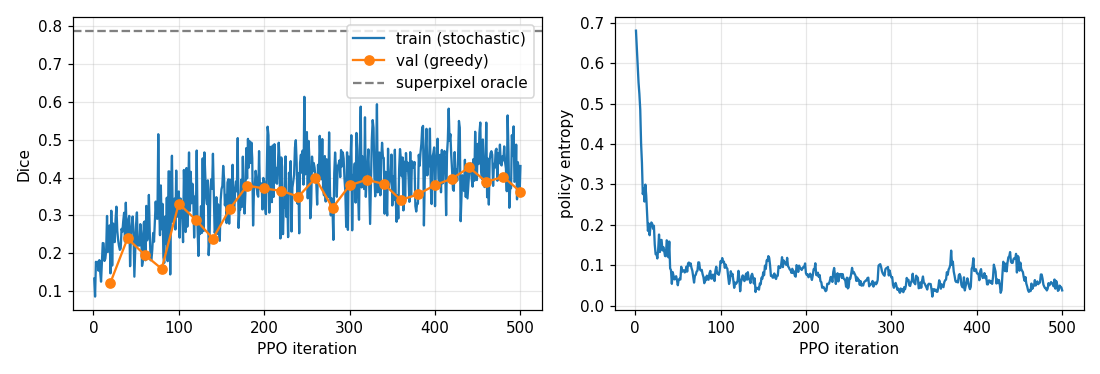 Dice
0.8
0.7
0.6
0.5
0.4
0.3
0.2
0.1
train (stochastic)
val (greedy)
superpixel oracle
0 100 200 300 400 500
PPO iteration
policy entropy
0.7
0.6
0.5
0.4
0.3
0.2
0.1
0.0
0 100 200 300 400 500
PPO iteration